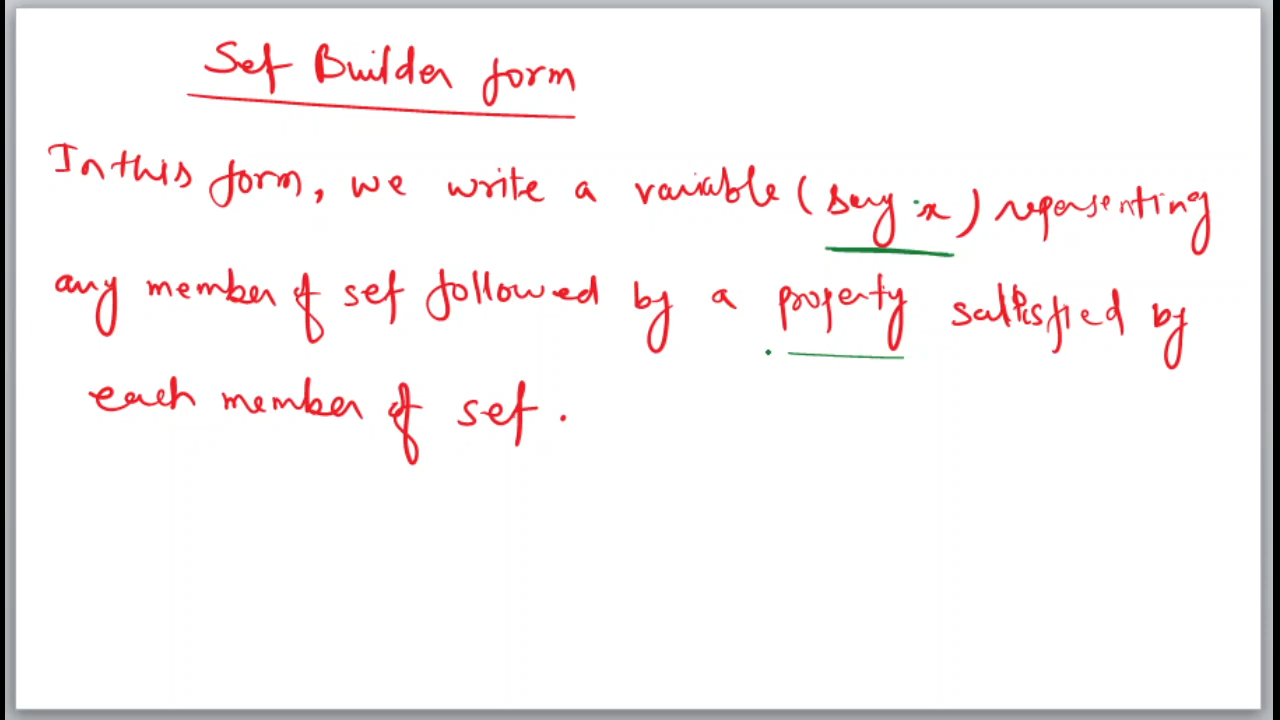 Set Builder form
In this form, we write a variable (say x) representing
any member of set followed by a property satisfied by
each member of set.